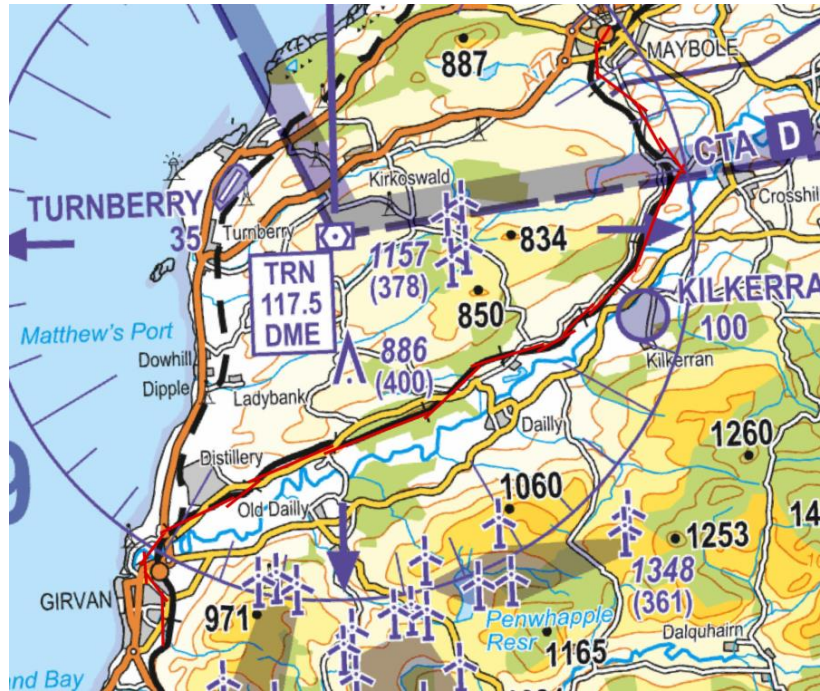 887
MAYBOLE
A77
CTA D
TURNBERRY
35
Turnberry
Kirkoswald
Crosshill
TRN
117.5
DME
1157
(378)
834
850
KILKERRA
100
Kilkerran
Matthew's Port
Dowhill
Dipple
886
(400)
Ladybank
Dailly
1260
9
Distillery
Old Dailly
1060
1253
14
GIRVAN
971
1348
(361)
Penwhapple
Resr
1165
Dalquhairn
nd Bay